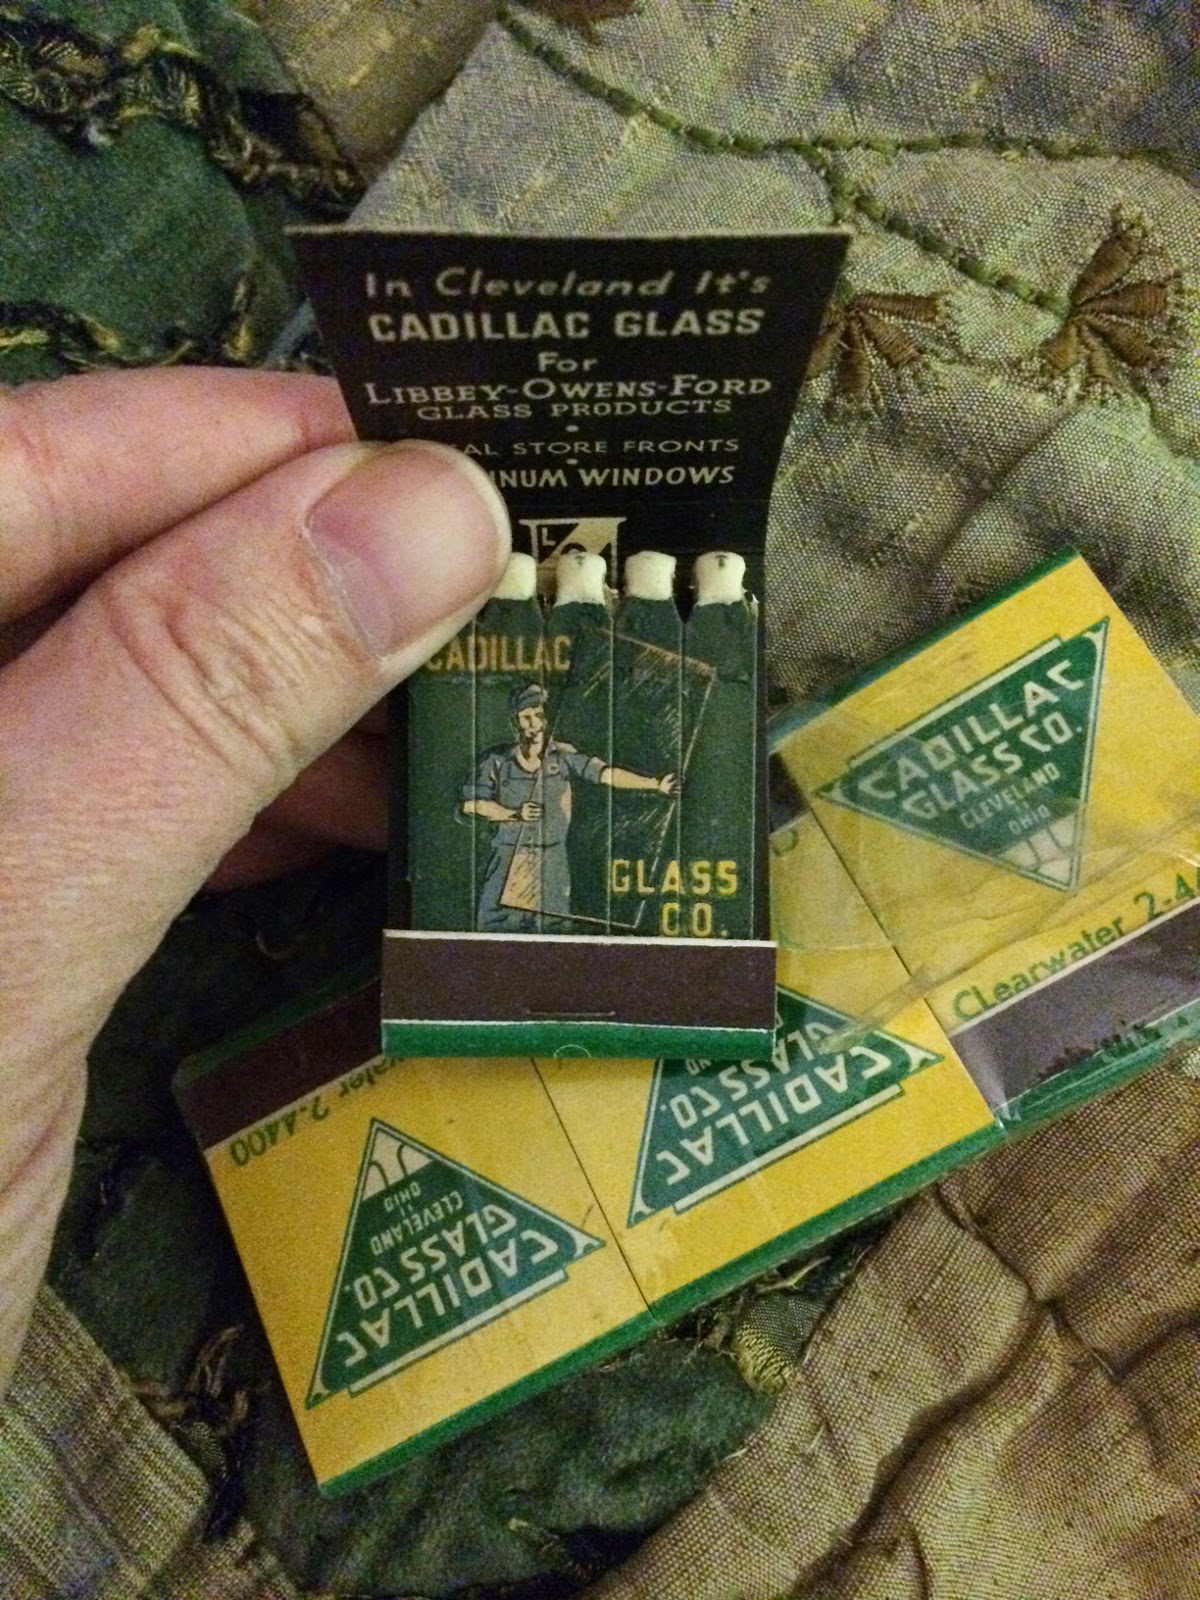 In Cleveland It's
CADILLAC GLASS
For
LIBBEY-OWENS-FORD
GLASS PRODUCTS
STORE FRONTS
WINDOWS
L
CADILLAC
GLASS
CO.
CADILLAC
GLASS CO.
CLEVELAND
OHIO
Clearwater 2-4
CADILLAC
GLASS CO.
CADILLAC
GLASS CO.
CLEVELAND
OHIO
2-4400